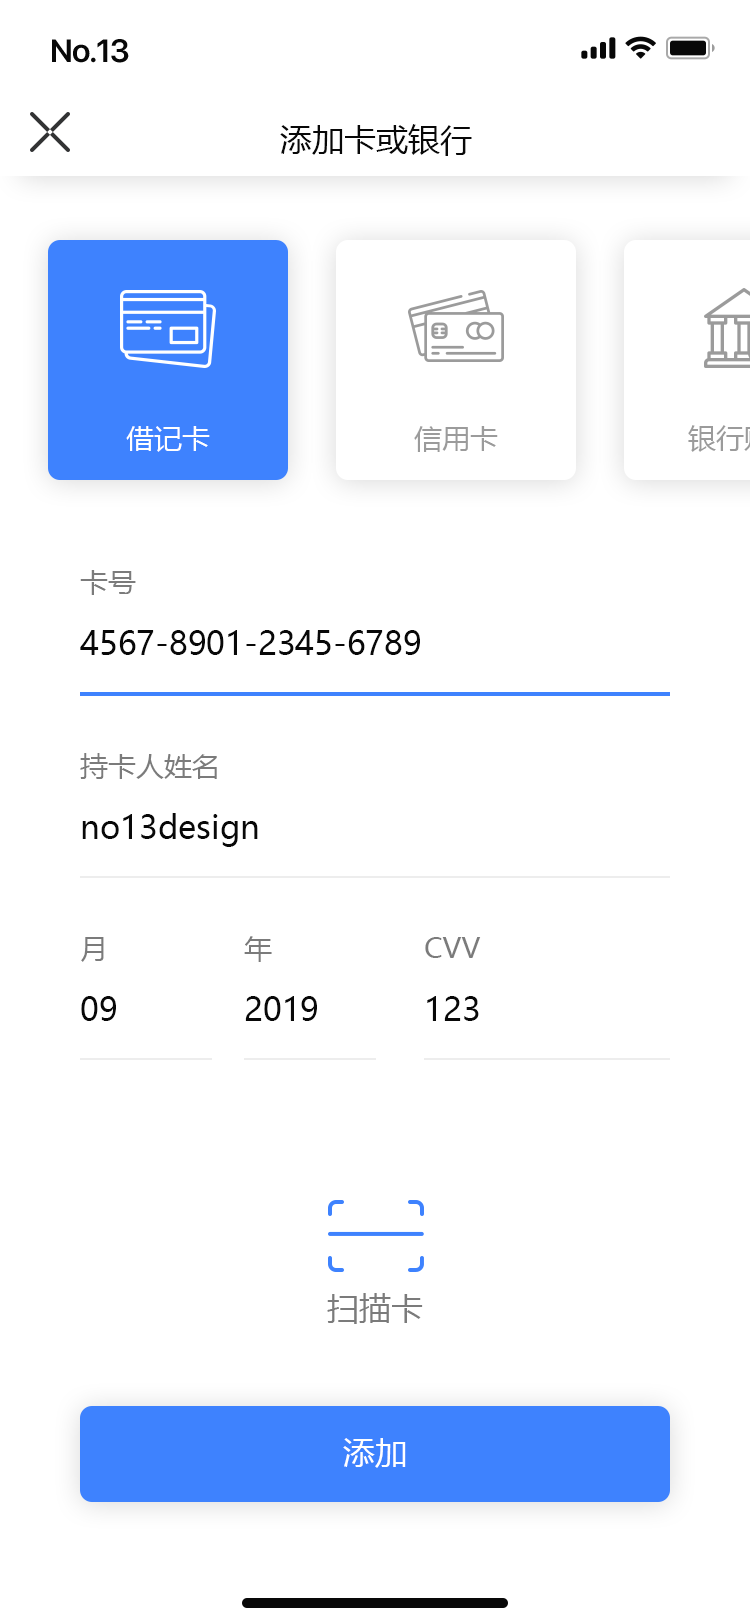 No.13
添加卡或银行
借记卡 信用卡 银行
卡号
4567-8901-2345-6789
持卡人姓名
no13design
月 年 CVV
09 2019 123
扫描卡
添加